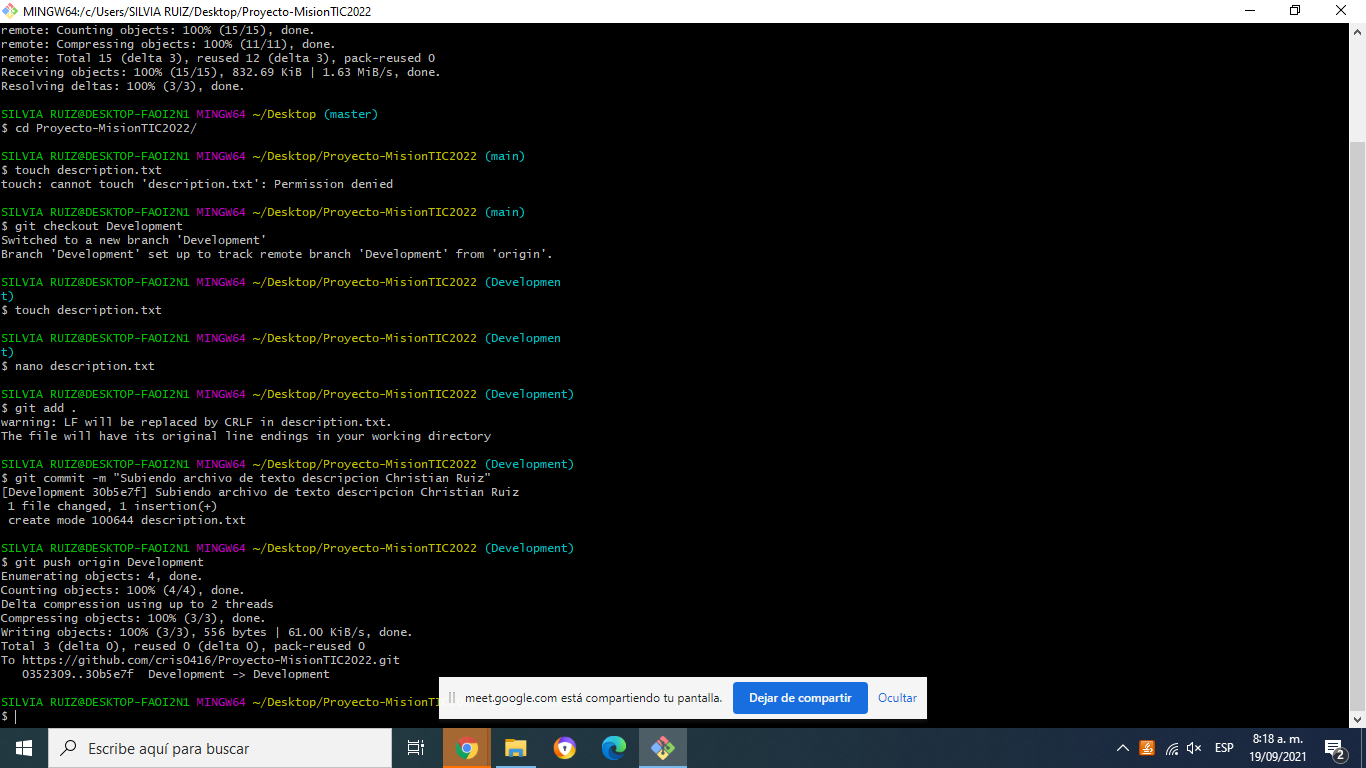 MINGW64:/c/Users/SILVIA RUIZ/Desktop/Proyecto-MisionTIC2022
remote: Counting objects: 100% (15/15), done.
remote: Compressing objects: 100% (11/11), done.
remote: Total 15 (delta 3), reused 12 (delta 3), pack-reused 0
Receiving objects: 100% (15/15), 832.69 KiB | 1.63 MiB/s, done.
Resolving deltas: 100% (3/3), done.
SILVIA RUIZ@DESKTOP-FAOI2N1 MINGW64 ~/Desktop (master)
$ cd Proyecto-MisionTIC2022/
SILVIA RUIZ@DESKTOP-FAOI2N1 MINGW64 ~/Desktop/Proyecto-MisionTIC2022 (main)
$ touch description.txt
touch: cannot touch 'description.txt': Permission denied
SILVIA RUIZ@DESKTOP-FAOI2N1 MINGW64 ~/Desktop/Proyecto-MisionTIC2022 (main)
$ git checkout Development
Switched to a new branch 'Development'
Branch 'Development' set up to track remote branch 'Development' from 'origin'.
SILVIA RUIZ@DESKTOP-FAOI2N1 MINGW64 ~/Desktop/Proyecto-MisionTIC2022 (Developmen
t)
$ touch description.txt
SILVIA RUIZ@DESKTOP-FAOI2N1 MINGW64 ~/Desktop/Proyecto-MisionTIC2022 (Developmen
t)
$ nano description.txt
SILVIA RUIZ@DESKTOP-FAOI2N1 MINGW64 ~/Desktop/Proyecto-MisionTIC2022 (Development)
$ git add .
warning: LF will be replaced by CRLF in description.txt.
The file will have its original line endings in your working directory
SILVIA RUIZ@DESKTOP-FAOI2N1 MINGW64 ~/Desktop/Proyecto-MisionTIC2022 (Development)
$ git commit -m "Subiendo archivo de texto descripcion Christian Ruiz"
[Development 30b5e7f] Subiendo archivo de texto descripcion Christian Ruiz
1 file changed, 1 insertion(+)
create mode 100644 description.txt
SILVIA RUIZ@DESKTOP-FAOI2N1 MINGW64 ~/Desktop/Proyecto-MisionTIC2022 (Development)
$ git push origin Development
Enumerating objects: 4, done.
Counting objects: 100% (4/4), done.
Delta compression using up to 2 threads
Compressing objects: 100% (3/3), done.
Writing objects: 100% (3/3), 556 bytes | 61.00 KiB/s, done.
Total 3 (delta 0), reused 0 (delta 0), pack-reused 0
To https://github.com/cris0416/Proyecto-MisionTIC2022.git
0352309..30b5e7f Development -> Development
SILVIA RUIZ@DESKTOP-FAOI2N1 MINGW64 ~/Desktop/Proyecto-MisionTI
$
meet.google.com está compartiendo tu pantalla. Dejar de compartir Ocultar
Escribe aquí para buscar
ESP
8:18 a. m.
19/09/2021
2